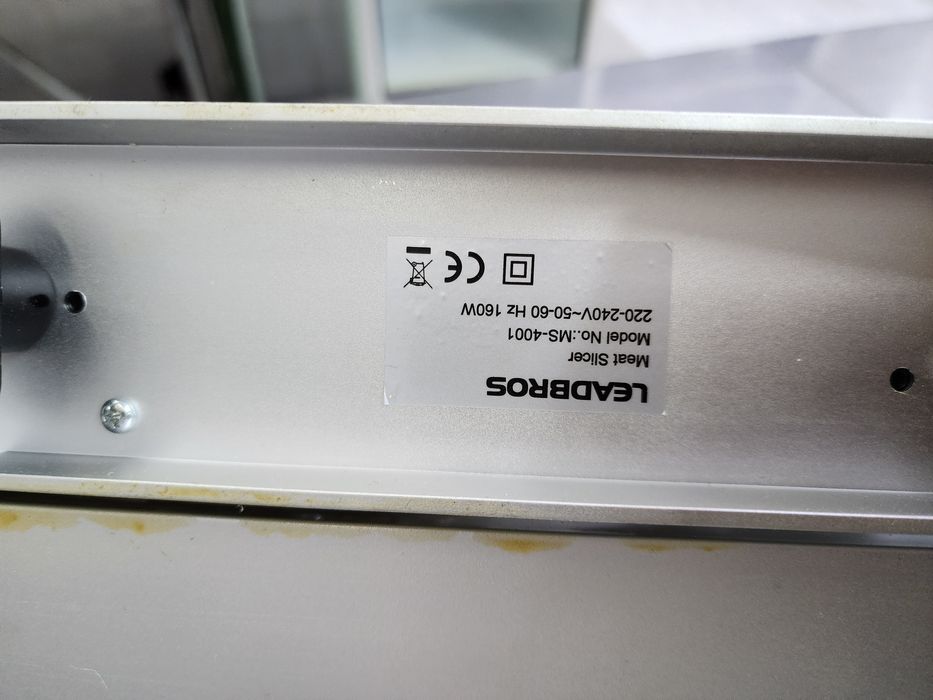 LEADBROS
Meat Slicer
Model No.:MS-4001
220-240V~50-60 Hz 160W
CE